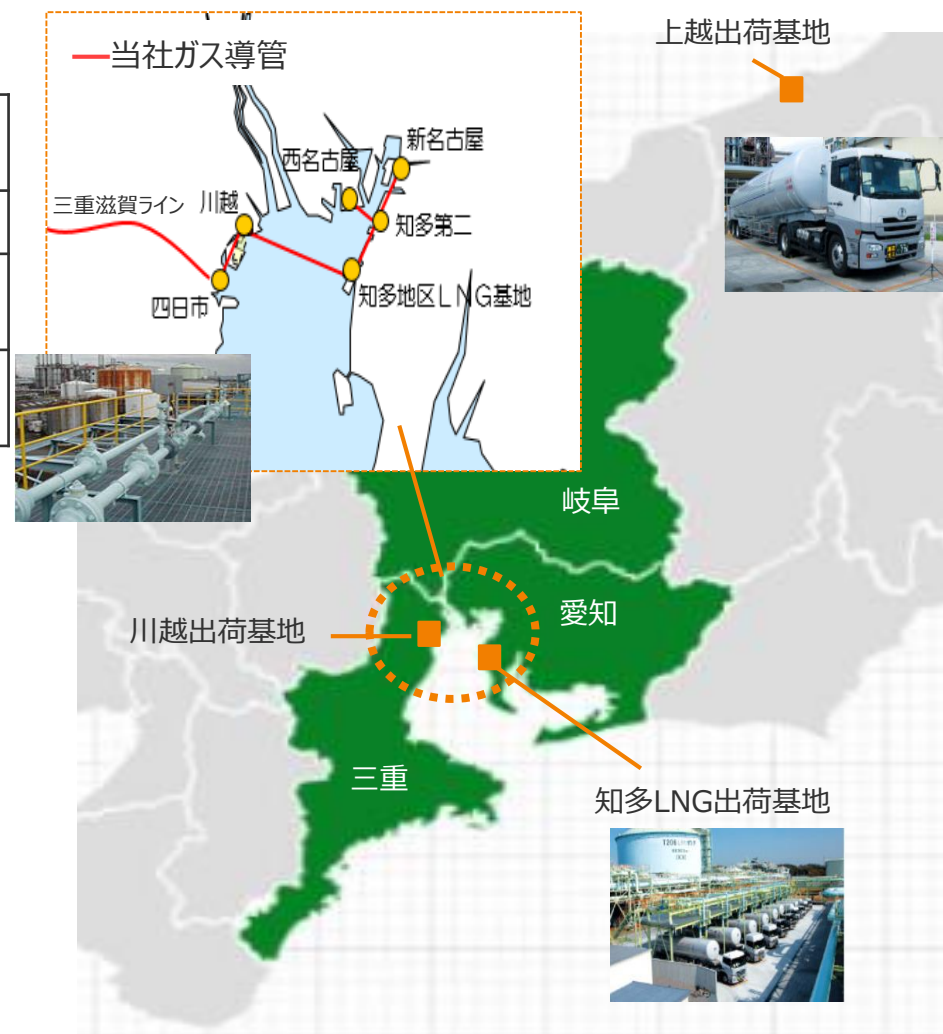 上越出荷基地
当社ガス導管
新名古屋
西名古屋
三重滋賀ライン
川越
知多第二
四日市
知多地区LNG基地
岐阜
愛知
川越出荷基地
三重
知多LNG出荷基地